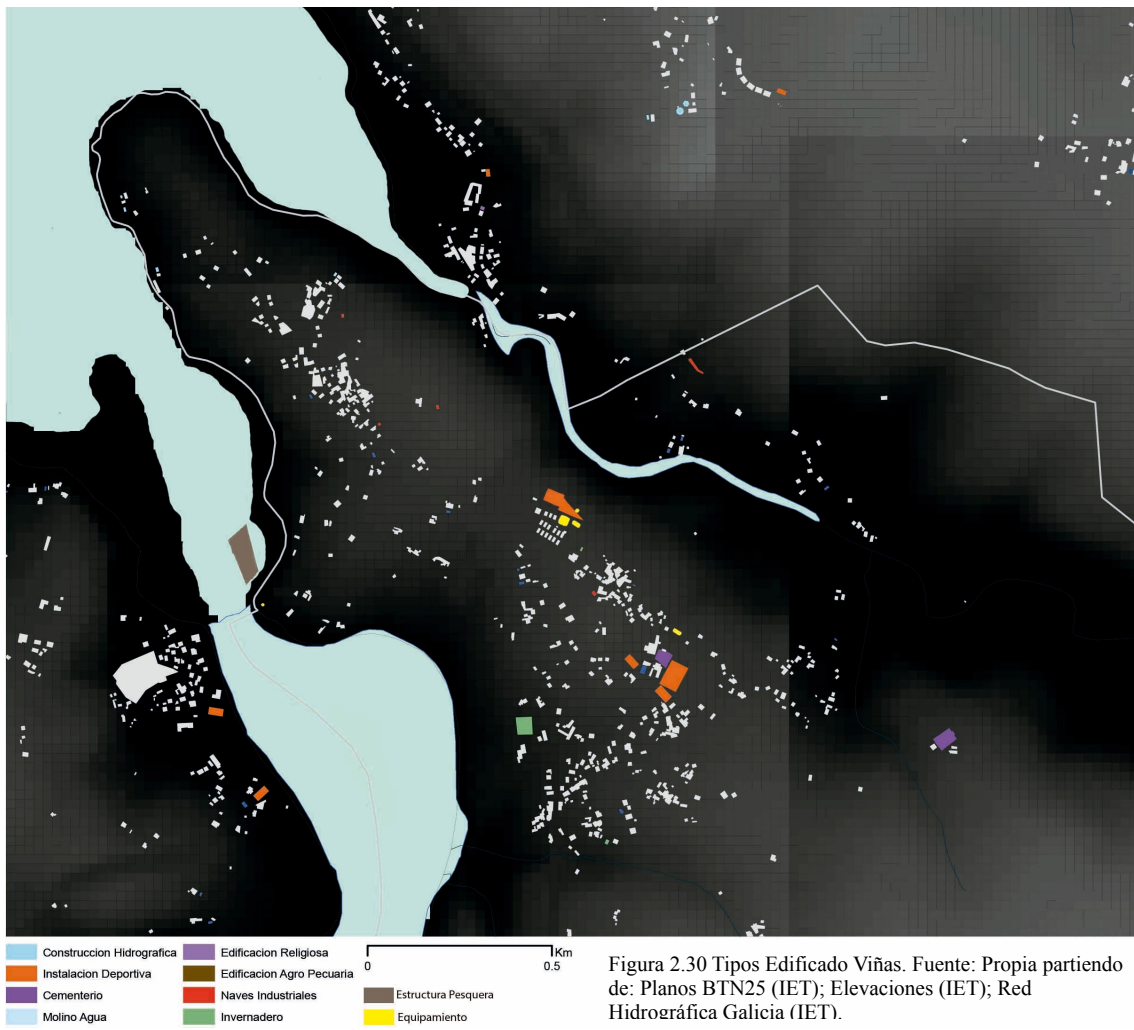 Construccion Hidrografica
Instalacion Deportiva
Cementerio
Molino Agua
Edificación Religiosa
Edificación Agro Pecuaria
Naves Industriales
Invernadero
Km
0
0.5
Estructura Pesquera
Equipamiento
Figura 2.30 Tipos Edificado Viñas. Fuente: Propia partiendo
de: Planos BTN25 (IET); Elevaciones (IET); Red
Hidrográfica Galicia (IET).